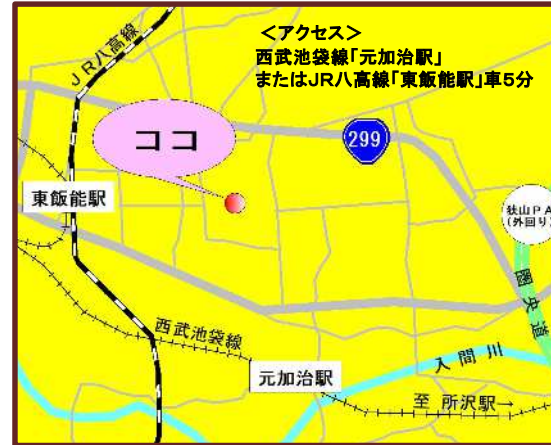 <アクセス>
西武池袋線「元加治駅」
またはJR八高線「東飯能駅」車5分
JR八高線
ココ
299
東飯能駅
狭山PA
(外回り)
圏央道
西武池袋線
元加治駅
入間川
至 所沢駅→